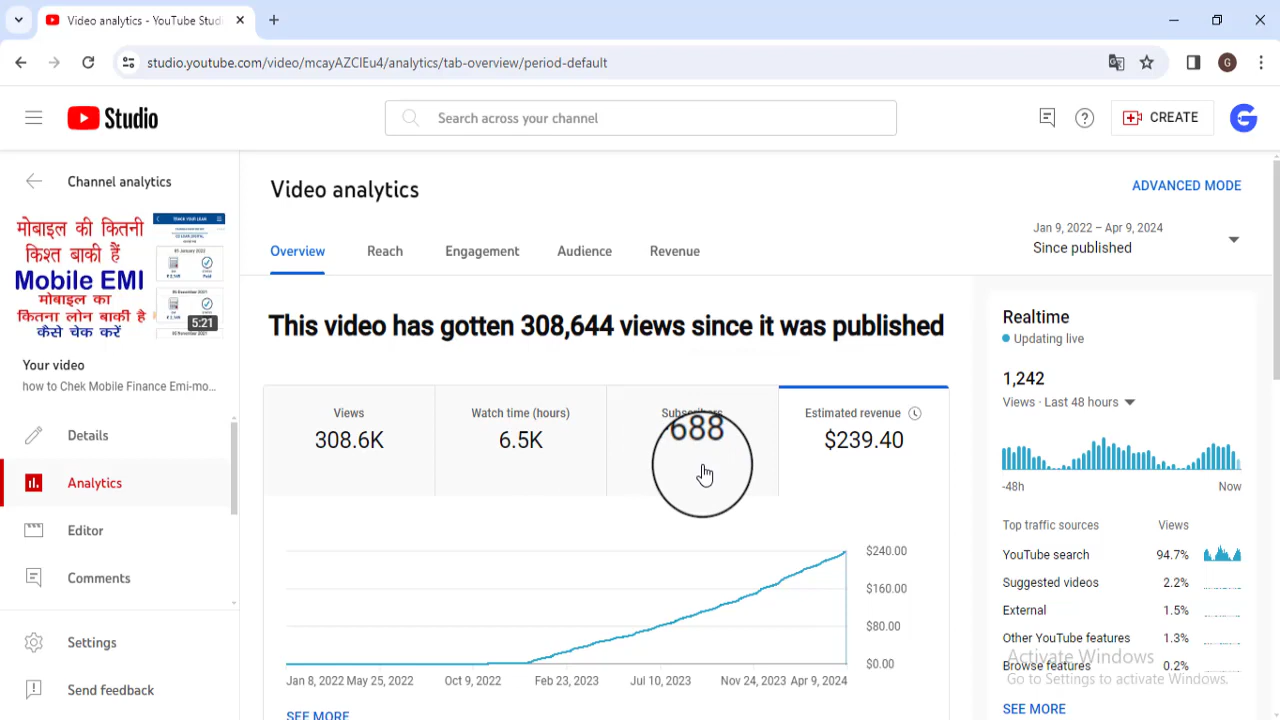 Video analytics - YouTube Studi
studio.youtube.com/video/mcayAZClEu4/analytics/tab-overview/period-default
G
Studio
Search across your channel
CREATE
Channel analytics
मोबाइल की कितनी
किश्त बाकी हैं
Mobile EMI
मोबाइल का
कितना लोन बाकी है
कैसे चेक करें
TRACK YOUR LOAN
5:21
Your video
how to Chek Mobile Finance Emi-mo...
Details
Analytics
Editor
Comments
Settings
Send feedback
Video analytics
ADVANCED MODE
Overview
Reach
Engagement
Audience
Revenue
Jan 9, 2022 – Apr 9, 2024
Since published
This video has gotten 308,644 views since it was published
Views
308.6K
Watch time (hours)
6.5K
Subscribers
688
Estimated revenue
$239.40
$240.00
$160.00
$80.00
$0.00
Jan 8, 2022 May 25, 2022 Oct 9, 2022 Feb 23, 2023 Jul 10, 2023 Nov 24, 2023 Apr 9, 2024
SEE MORE
Realtime
Updating live
1,242
Views · Last 48 hours
-48h Now
Top traffic sources Views
YouTube search 94.7%
Suggested videos 2.2%
External 1.5%
Other YouTube features 1.3%
Browse features 0.2%
Activate Windows
Go to Settings to activate Windows.
SEE MORE